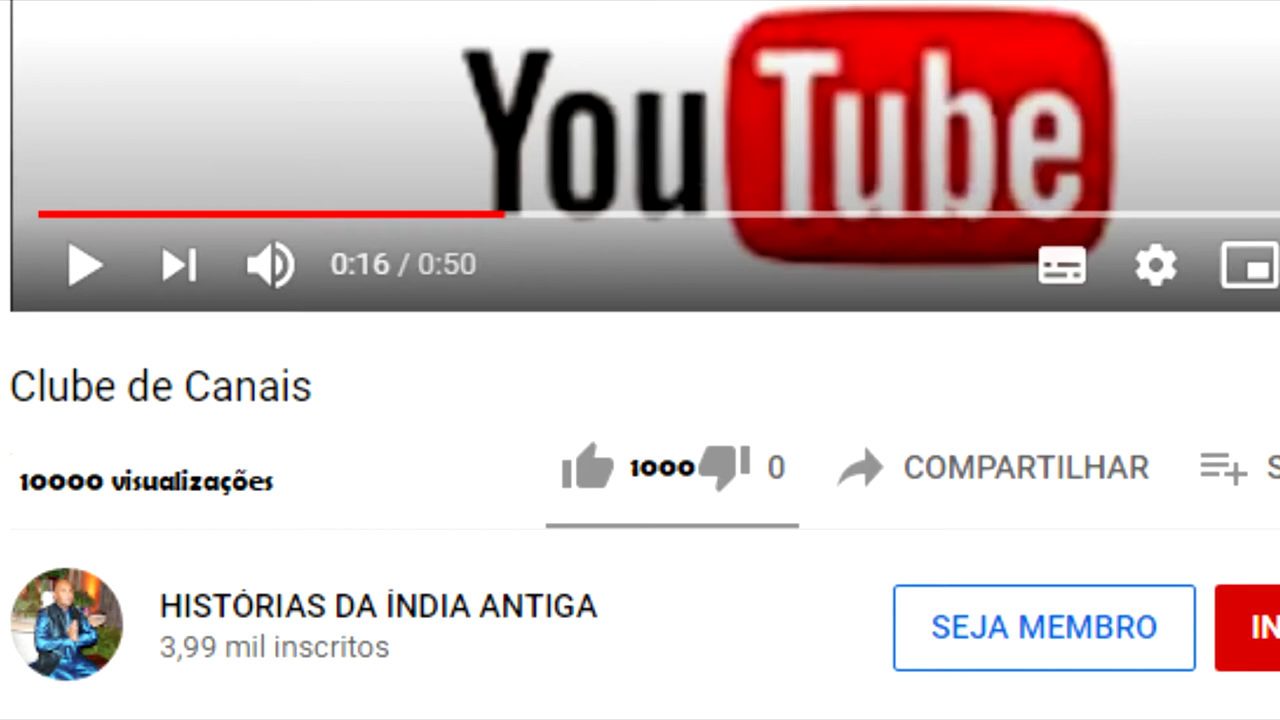 YouTube
0:16 / 0:50
Clube de Canais
10000 visualizações
1000 0 COMPARTILHAR S
HISTÓRIAS DA ÍNDIA ANTIGA
3,99 mil inscritos
SEJA MEMBRO
IN